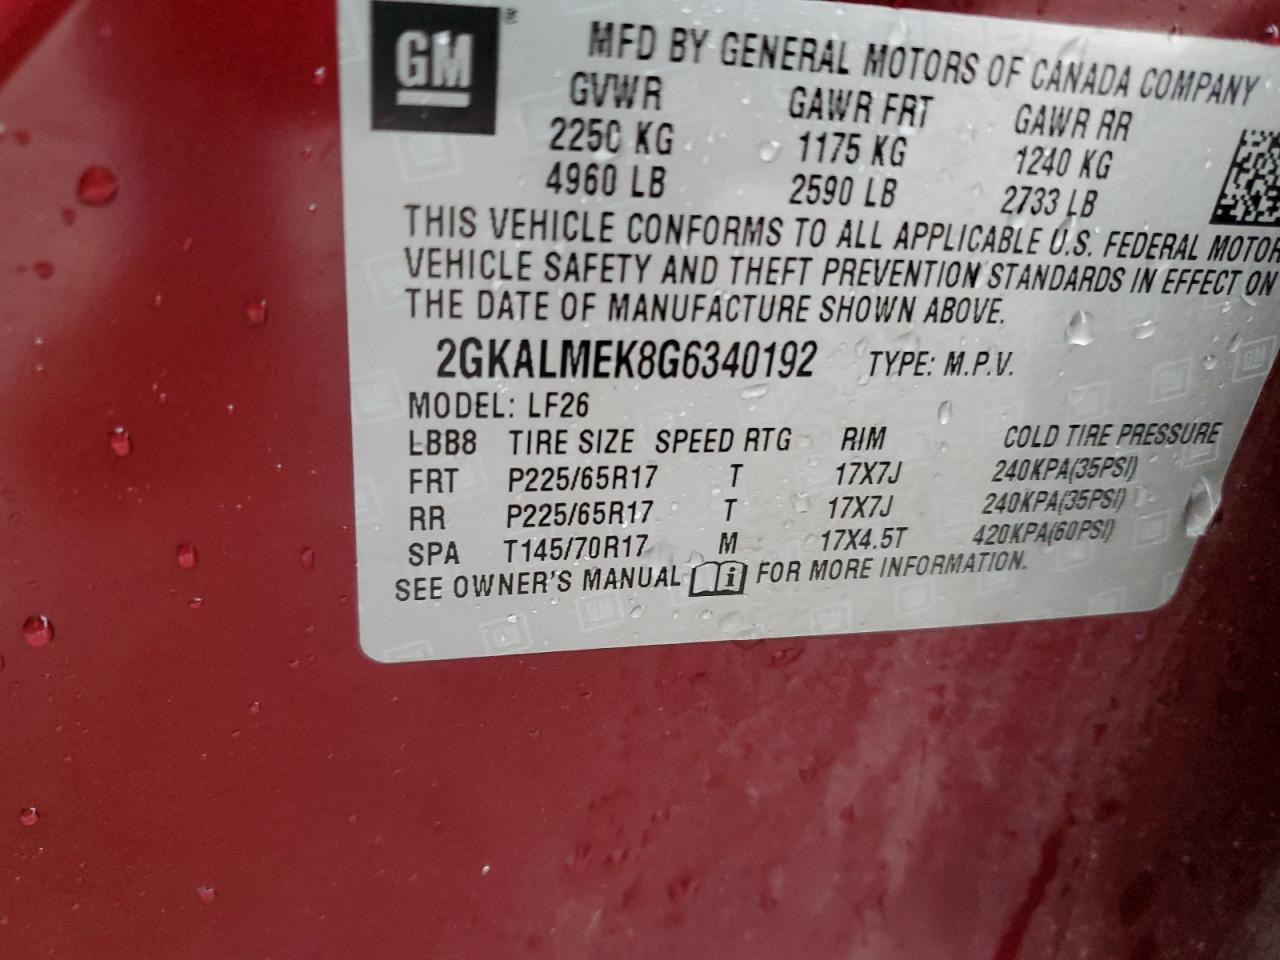 GM®
MFD BY GENERAL MOTORS OF CANADA COMPANY
GVWR GAWR FRT GAWR RR
2250 KG 1175 KG 1240 KG
4960 LB 2590 LB 2733 LB
THIS VEHICLE CONFORMS TO ALL APPLICABLE U.S. FEDERAL MOTOR
VEHICLE SAFETY AND THEFT PREVENTION STANDARDS IN EFFECT ON
THE DATE OF MANUFACTURE SHOWN ABOVE.
2GKALMEK8G6340192 TYPE: M.P.V.
MODEL: LF26
LBB8 TIRE SIZE SPEED RTG RIM COLD TIRE PRESSURE
FRT P225/65R17 T 17X7J 240KPA(35PSI)
RR P225/65R17 T 17X7J 240KPA(35PSI)
SPA T145/70R17 M 17X4.5T 420KPA(60PSI)
SEE OWNER'S MANUAL i FOR MORE INFORMATION.